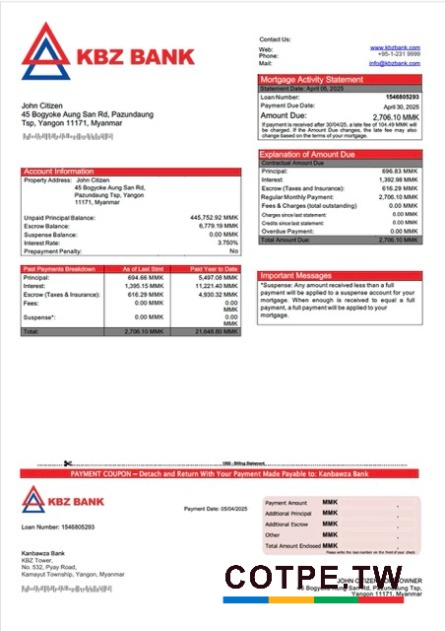 KBZ BANK
Contact Us:
Web: www.kbzbank.com
Phone: +95-1-231 9999
Mail: info@kbzbank.com
John Citizen
45 Bogyoke Aung San Rd, Pazundaung
Tsp, Yangon 11171, Myanmar
Mortgage Activity Statement
Statement Date: April 05, 2025
Loan Number: 1546805293
Payment Due Date: April 30, 2025
Amount Due: 2,706.10 MMK
If payment is received after 30/04/25, a late fee of 104.49 MMK will
be charged. If the Amount Due changes, the late fee may also
change based on the terms of your mortgage.
Explanation of Amount Due
Contractual Amount Due
Principal: 696.83 MMK
Interest: 1,392.98 MMK
Escrow (Taxes and Insurance): 616.29 MMK
Regular Monthly Payment: 2,706.10 MMK
Fees & Charges (total outstanding) 0.00 MMK
Charges since last statement: 0.00 MMK
Credits since last statement: 0.00 MMK
Overdue Payment: 0.00 MMK
Total Amount Due: 2,706.10 MMK
Account Information
Property Address: John Citizen
45 Bogyoke Aung San Rd,
Pazundaung Tsp, Yangon
11171, Myanmar
Unpaid Principal Balance: 445,752.92 MMK
Escrow Balance: 6,779.19 MMK
Suspense Balance: 0.00 MMK
Interest Rate: 3.750%
Prepayment Penalty: No
Past Payments Breakdown As of Last Stmt Paid Year to Date
Principal: 694.66 MMK 5,497.08 MMK
Interest: 1,395.15 MMK 11,221.40 MMK
Escrow (Taxes & Insurance): 616.29 MMK 4,930.32 MMK
Fees: 0.00 MMK 0.00 MMK
Suspense*: 0.00 MMK 0.00 MMK
Total: 2,706.10 MMK 21,648.80 MMK
Important Messages
*Suspense: Any amount received less than a full
payment will be applied to a suspense account for your
mortgage. When enough is received to equal a full
payment, a full payment will be applied to your
mortgage.
Billing Statement
PAYMENT COUPON – Detach and Return With Your Payment Made Payable to: Kanbawza Bank
KBZ BANK
Payment Date: 05/04/2025
Loan Number: 1546805293
Payment Amount MMK
Additional Principal MMK
Additional Escrow MMK
Other MMK
Total Amount Enclosed MMK
Please write the loan number on the front of your check.
Kanbawza Bank
KBZ Tower,
No. 532, Pyay Road,
Kamayut Township, Yangon, Myanmar
COTPE.TW